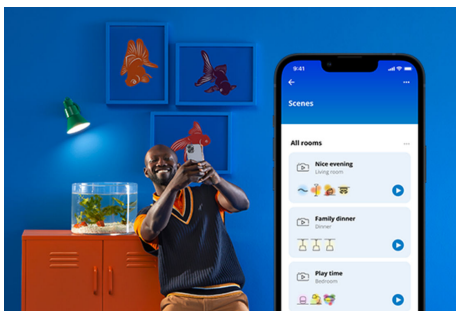 9:41
Scenes
All rooms
Nice evening
Living room
Family dinner
Dinner
Play time
Bedroom